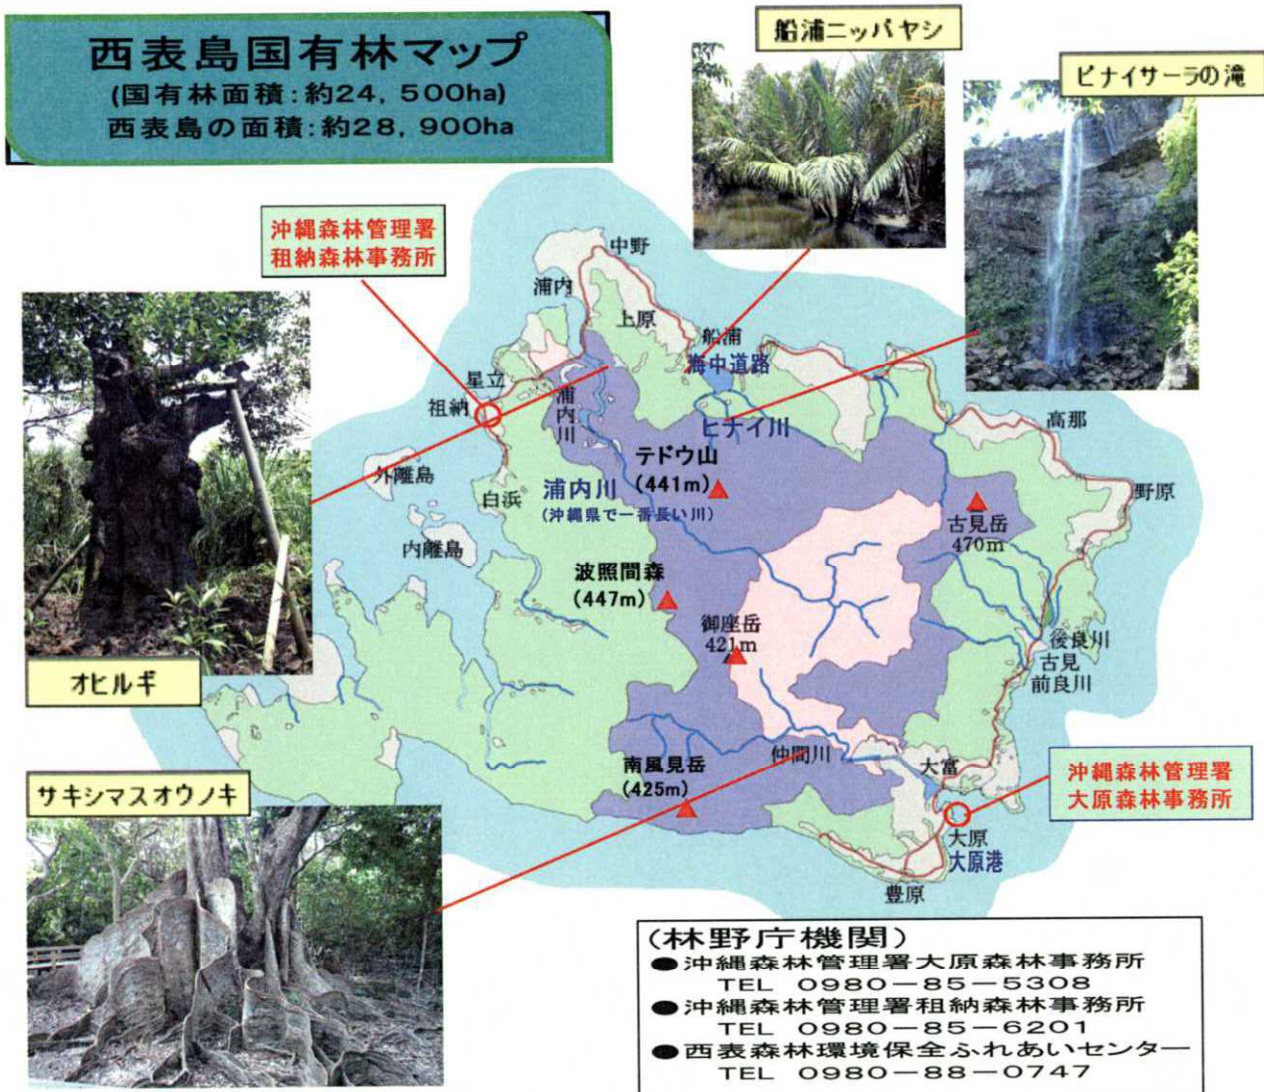 西表島国有林マップ
(国有林面積:約24,500ha)
西表島の面積:約28,900ha
船浦ニッパヤシ
ピナイサーラの滝
沖縄森林管理署
租納森林事務所
中野
浦内
上原
船浦
海中道路
星立
祖納
浦内川
ヒナイ川
高那
テドウ山
(441m)
外離島
白浜
浦内川
(沖縄県で一番長い川)
野原
古見岳
470m
内離島
波照間森
(447m)
御座岳
421m
後良川
古見
前良川
オヒルギ
仲間川
南風見岳
(425m)
大富
沖縄森林管理署
大原森林事務所
サキシマスオウノキ
大原
大原港
豊原
(林野庁機関)
●沖縄森林管理署大原森林事務所
TEL 0980-85-5308
●沖縄森林管理署租納森林事務所
TEL 0980-85-6201
●西表森林環境保全ふれあいセンター
TEL 0980-88-0747